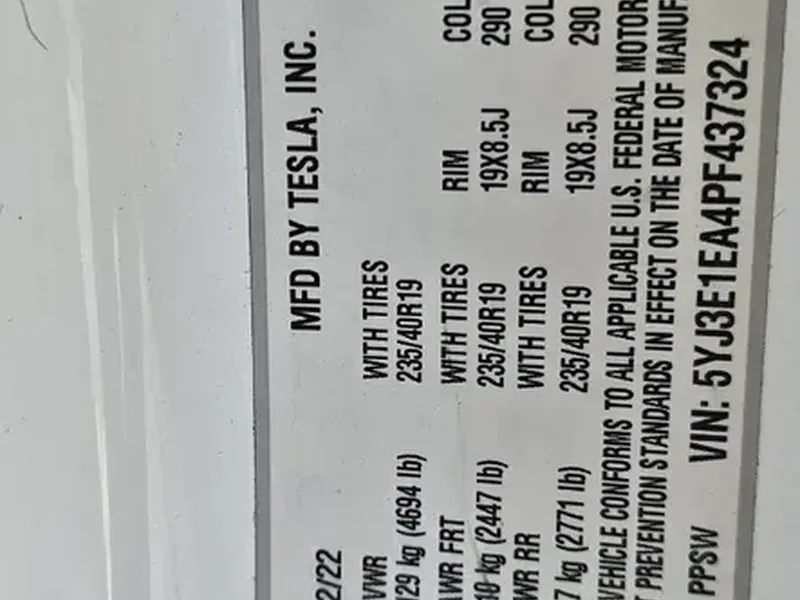 MFD BY TESLA, INC.
2/22
VWR WITH TIRES
129 kg (4694 lb) 235/40R19
WR FRT WITH TIRES RIM COL
10 kg (2447 lb) 235/40R19 19X8.5J 290
WR RR WITH TIRES RIM COL
7 kg (2771 lb) 235/40R19 19X8.5J 290
VEHICLE CONFORMS TO ALL APPLICABLE U.S. FEDERAL MOTOR
T PREVENTION STANDARDS IN EFFECT ON THE DATE OF MANUF
PPSW VIN: 5YJ3E1EA4PF437324